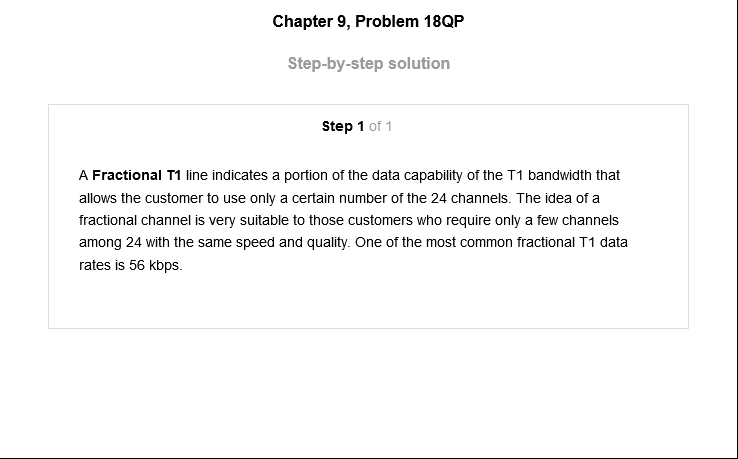 Chapter 9, Problem 18QP
Step-by-step solution
Step 1 of 1
A Fractional T1 line indicates a portion of the data capability of the T1 bandwidth that
allows the customer to use only a certain number of the 24 channels. The idea of a
fractional channel is very suitable to those customers who require only a few channels
among 24 with the same speed and quality. One of the most common fractional T1 data
rates is 56 kbps.